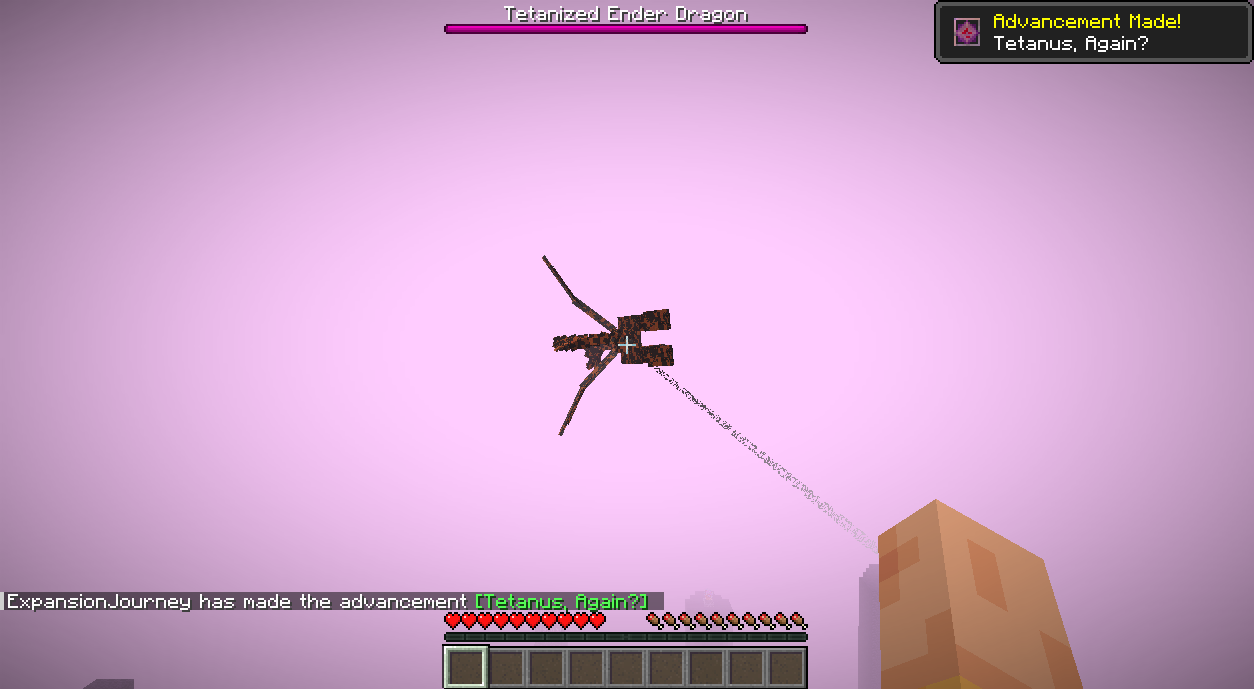 Tetanized Ender Dragon
Advancement Made!
Tetanus, Again?
ExpansionJourney has made the advancement [Tetanus, Again?]